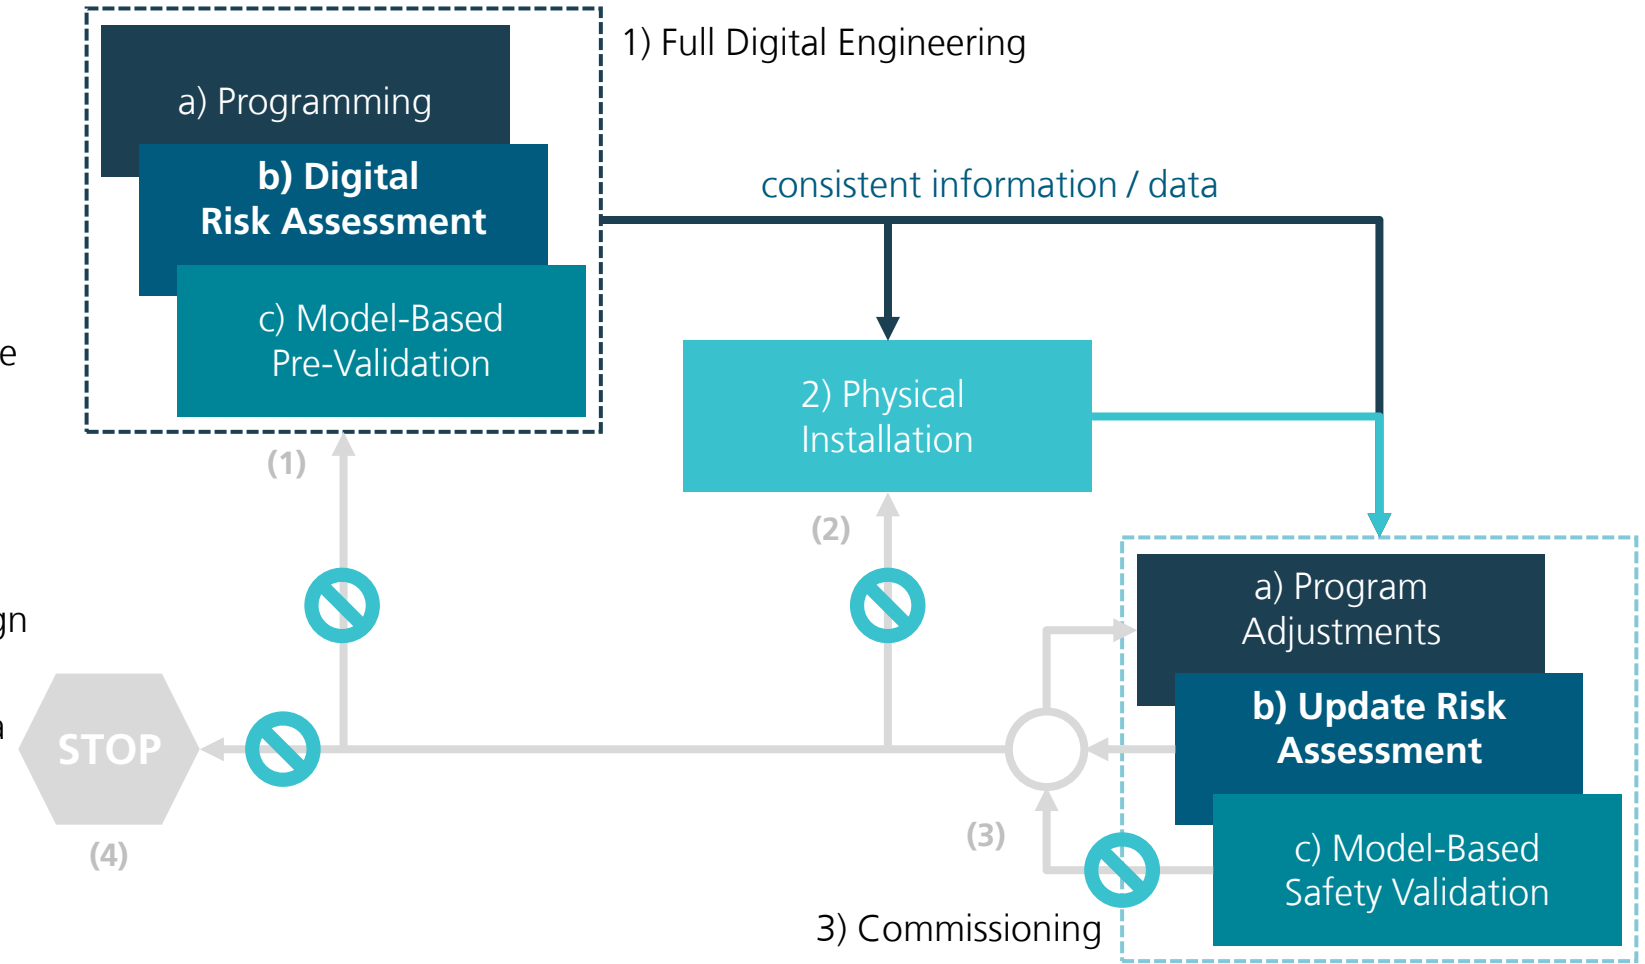 1) Full Digital Engineering
a) Programming
b) Digital
Risk Assessment
consistent information / data
c) Model-Based
Pre-Validation
e
2) Physical
Installation
(1)
(2)
a) Program
Adjustments
gn
b) Update Risk
Assessment
a
STOP
(3)
(4)
c) Model-Based
Safety Validation
3) Commissioning